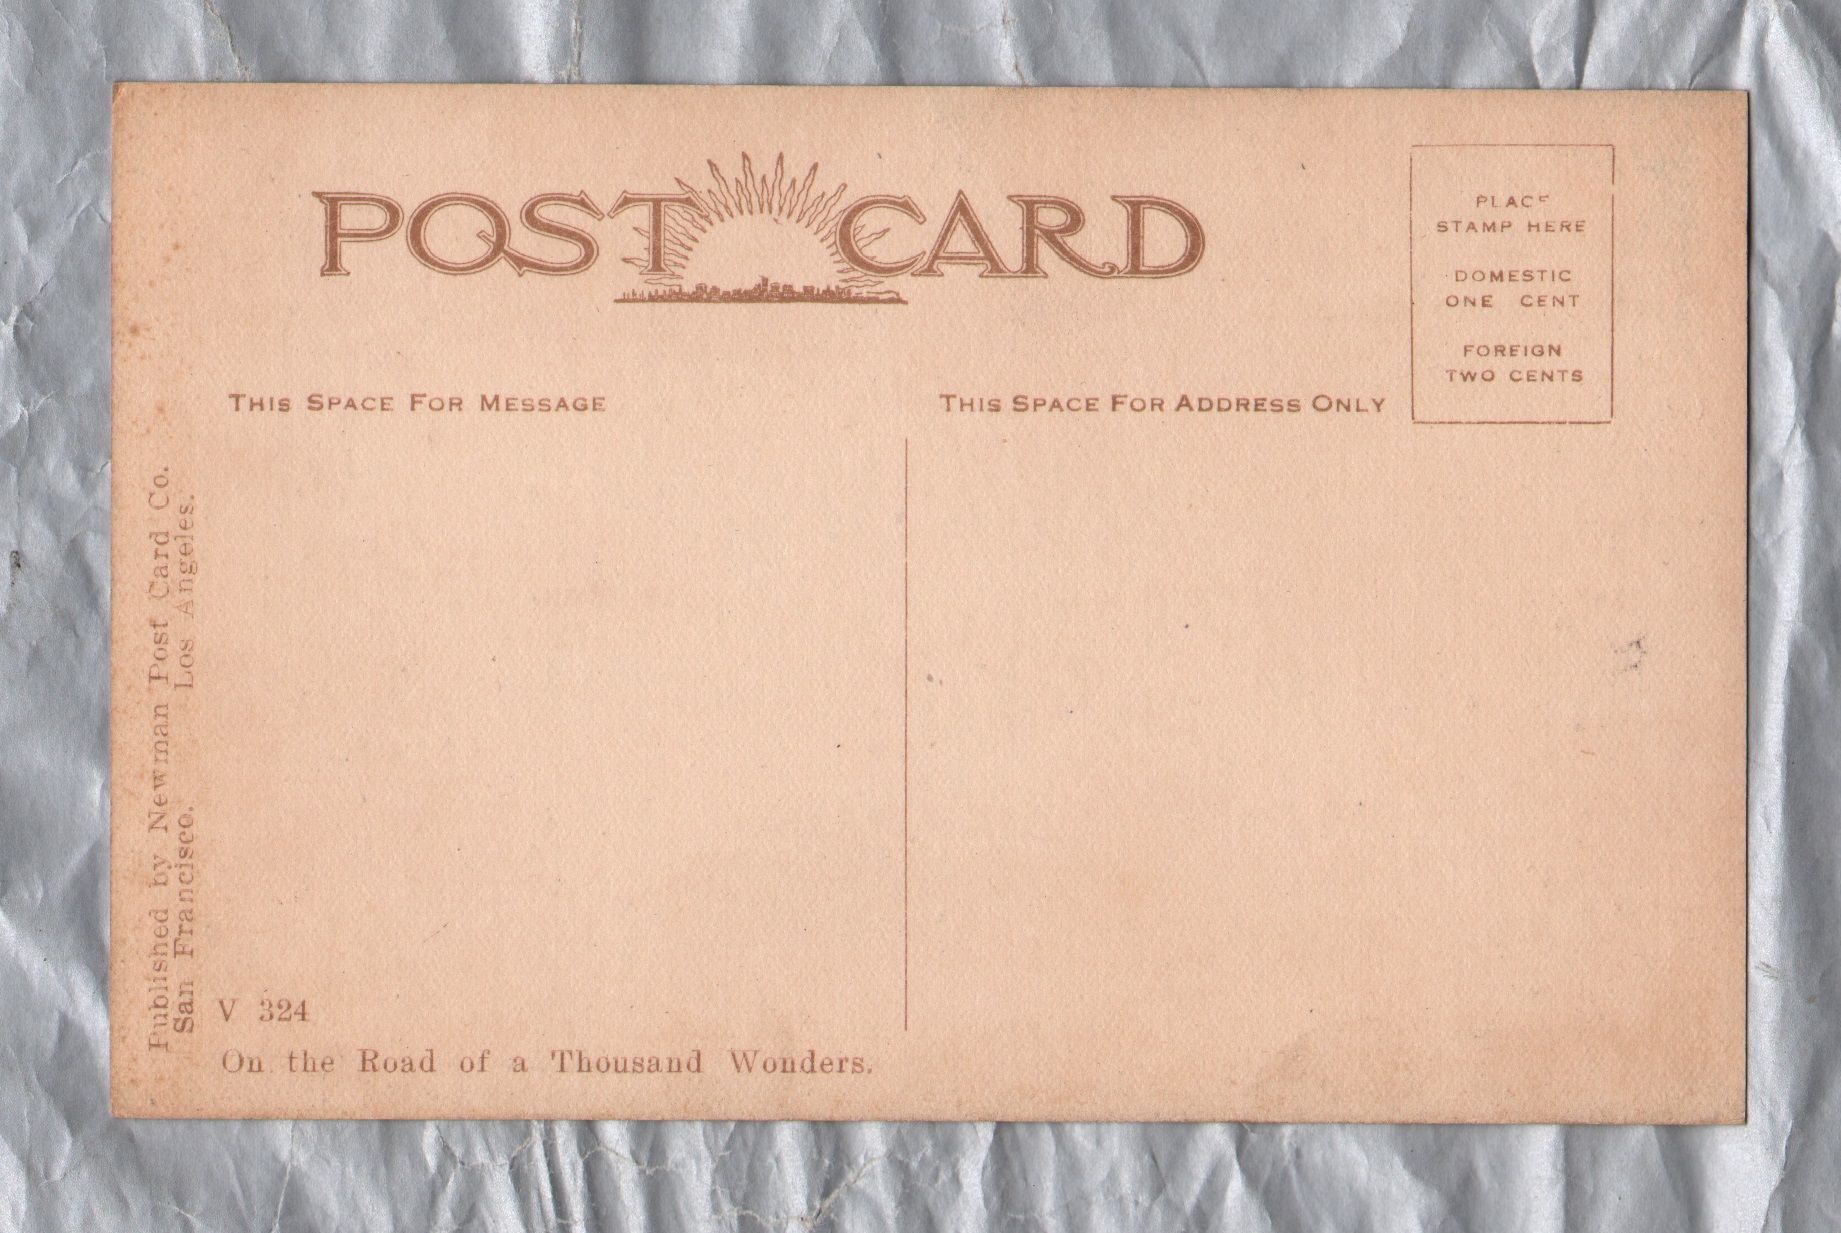 POST CARD
PLACE
STAMP HERE
DOMESTIC
ONE CENT
FOREIGN
TWO CENTS
THIS SPACE FOR MESSAGE
THIS SPACE FOR ADDRESS ONLY
Published by Newman Post Card Co.
San Francisco. Los Angeles.
V 324
On the Road of a Thousand Wonders.